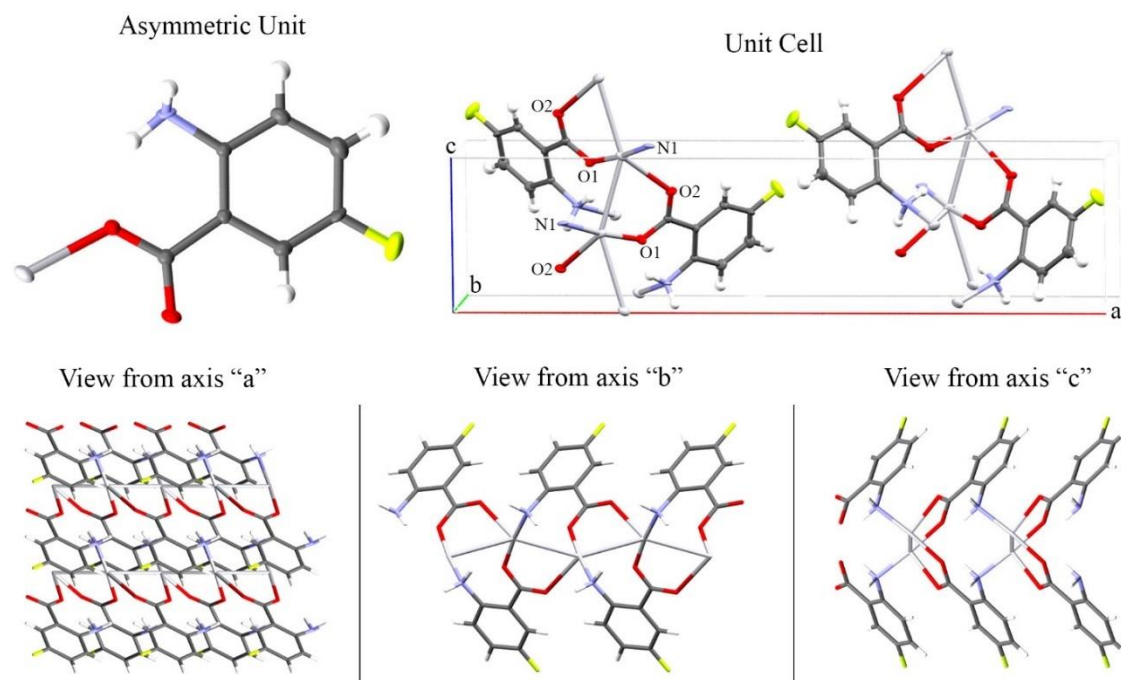 Asymmetric Unit
Unit Cell
O2
c
N1
O1
O2
N1
O1
O2
b
a
View from axis “a”
View from axis “b”
View from axis “c”